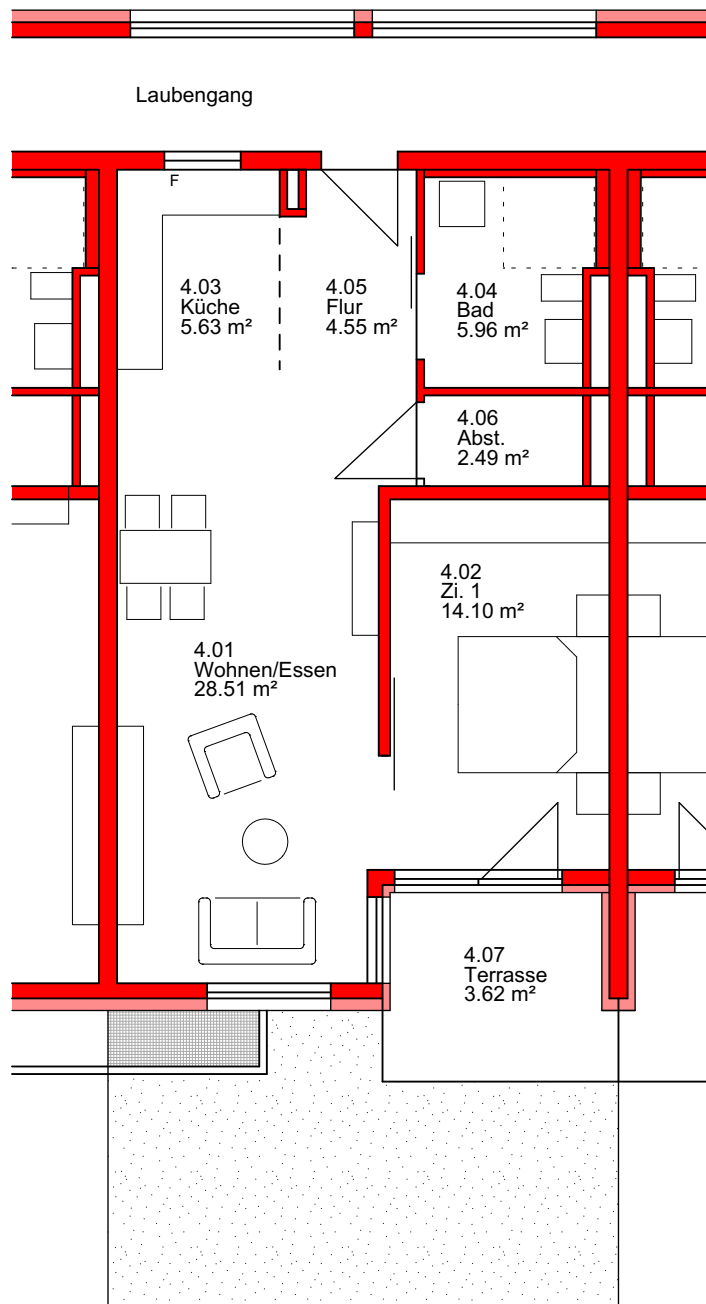 Laubengang
F
4.03
Küche
5.63 m²
4.05
Flur
4.55 m²
4.04
Bad
5.96 m²
4.06
Abst.
2.49 m²
4.02
Zi. 1
14.10 m²
4.01
Wohnen/Essen
28.51 m²
4.07
Terrasse
3.62 m²